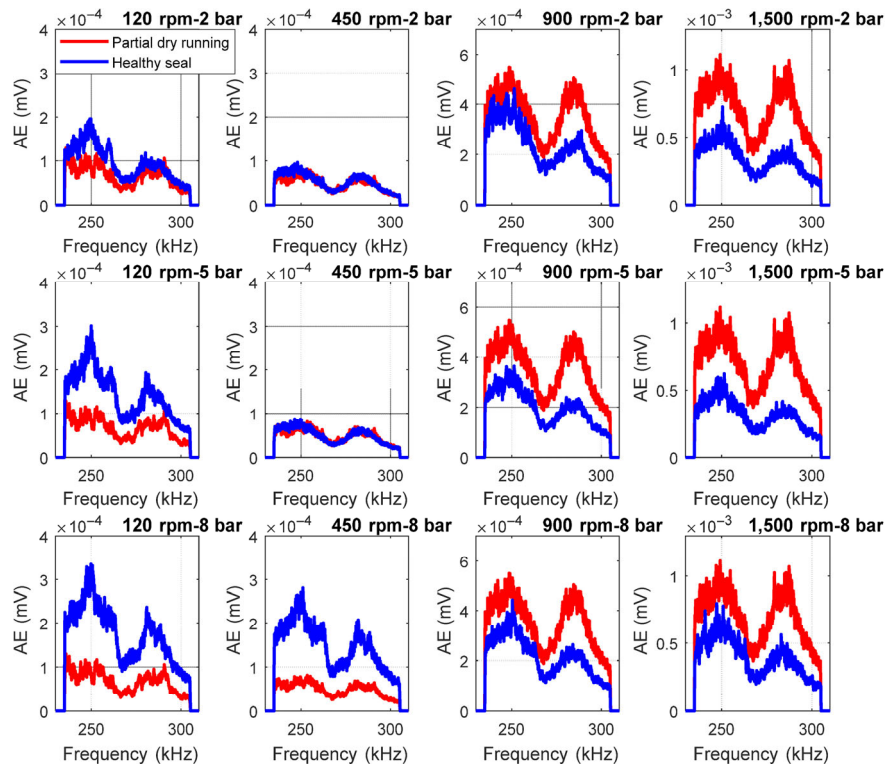 ×10⁻⁴ 120 rpm-2 bar
4
3
2
1
0
AE (mV)
250 300
Frequency (kHz)
Partial dry running
Healthy seal
×10⁻⁴ 450 rpm-2 bar
4
3
2
1
0
AE (mV)
250 300
Frequency (kHz)
×10⁻⁴ 900 rpm-2 bar
6
4
2
0
AE (mV)
250 300
Frequency (kHz)
×10⁻³ 1,500 rpm-2 bar
1
0.5
0
AE (mV)
250 300
Frequency (kHz)
×10⁻⁴ 120 rpm-5 bar
4
3
2
1
0
AE (mV)
250 300
Frequency (kHz)
×10⁻⁴ 450 rpm-5 bar
4
3
2
1
0
AE (mV)
250 300
Frequency (kHz)
×10⁻⁴ 900 rpm-5 bar
6
4
2
0
AE (mV)
250 300
Frequency (kHz)
×10⁻³ 1,500 rpm-5 bar
1
0.5
0
AE (mV)
250 300
Frequency (kHz)
×10⁻⁴ 120 rpm-8 bar
4
3
2
1
0
AE (mV)
250 300
Frequency (kHz)
×10⁻⁴ 450 rpm-8 bar
4
3
2
1
0
AE (mV)
250 300
Frequency (kHz)
×10⁻⁴ 900 rpm-8 bar
6
4
2
0
AE (mV)
250 300
Frequency (kHz)
×10⁻³ 1,500 rpm-8 bar
1
0.5
0
AE (mV)
250 300
Frequency (kHz)